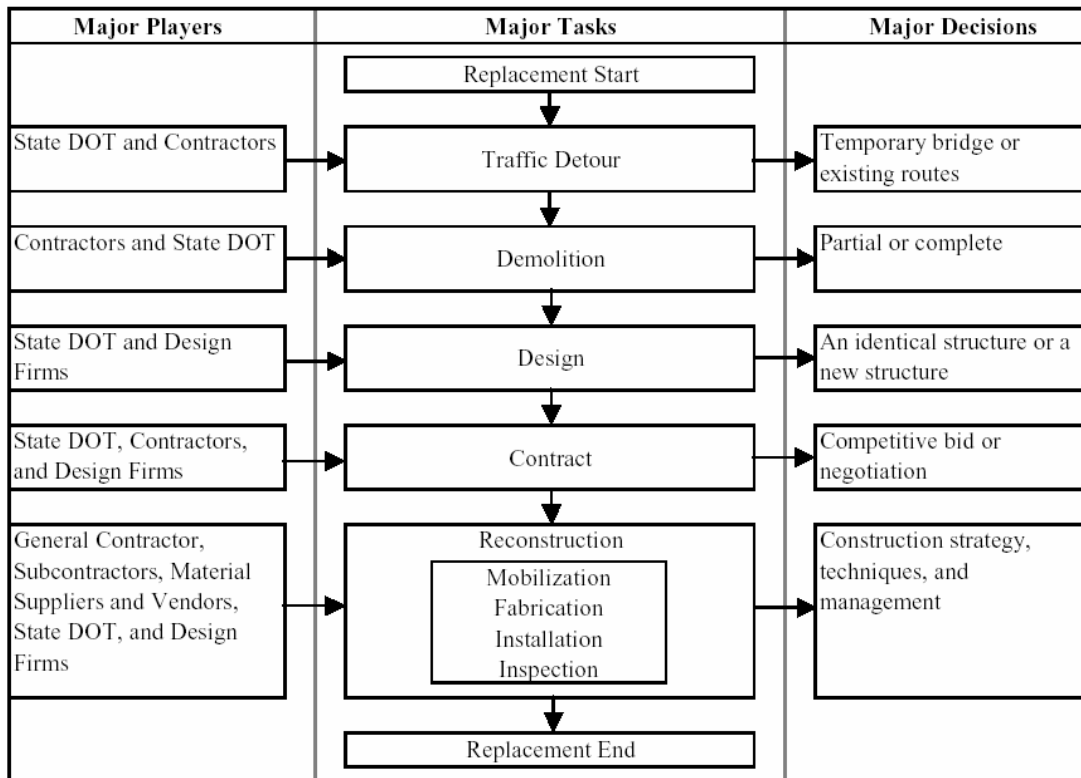 Major Players
Major Tasks
Major Decisions
Replacement Start
State DOT and Contractors
Traffic Detour
Temporary bridge or
existing routes
Contractors and State DOT
Demolition
Partial or complete
State DOT and Design
Firms
Design
An identical structure or a
new structure
State DOT, Contractors,
and Design Firms
Contract
Competitive bid or
negotiation
General Contractor,
Subcontractors, Material
Suppliers and Vendors,
State DOT, and Design
Firms
Reconstruction
Mobilization
Fabrication
Installation
Inspection
Construction strategy,
techniques, and
management
Replacement End